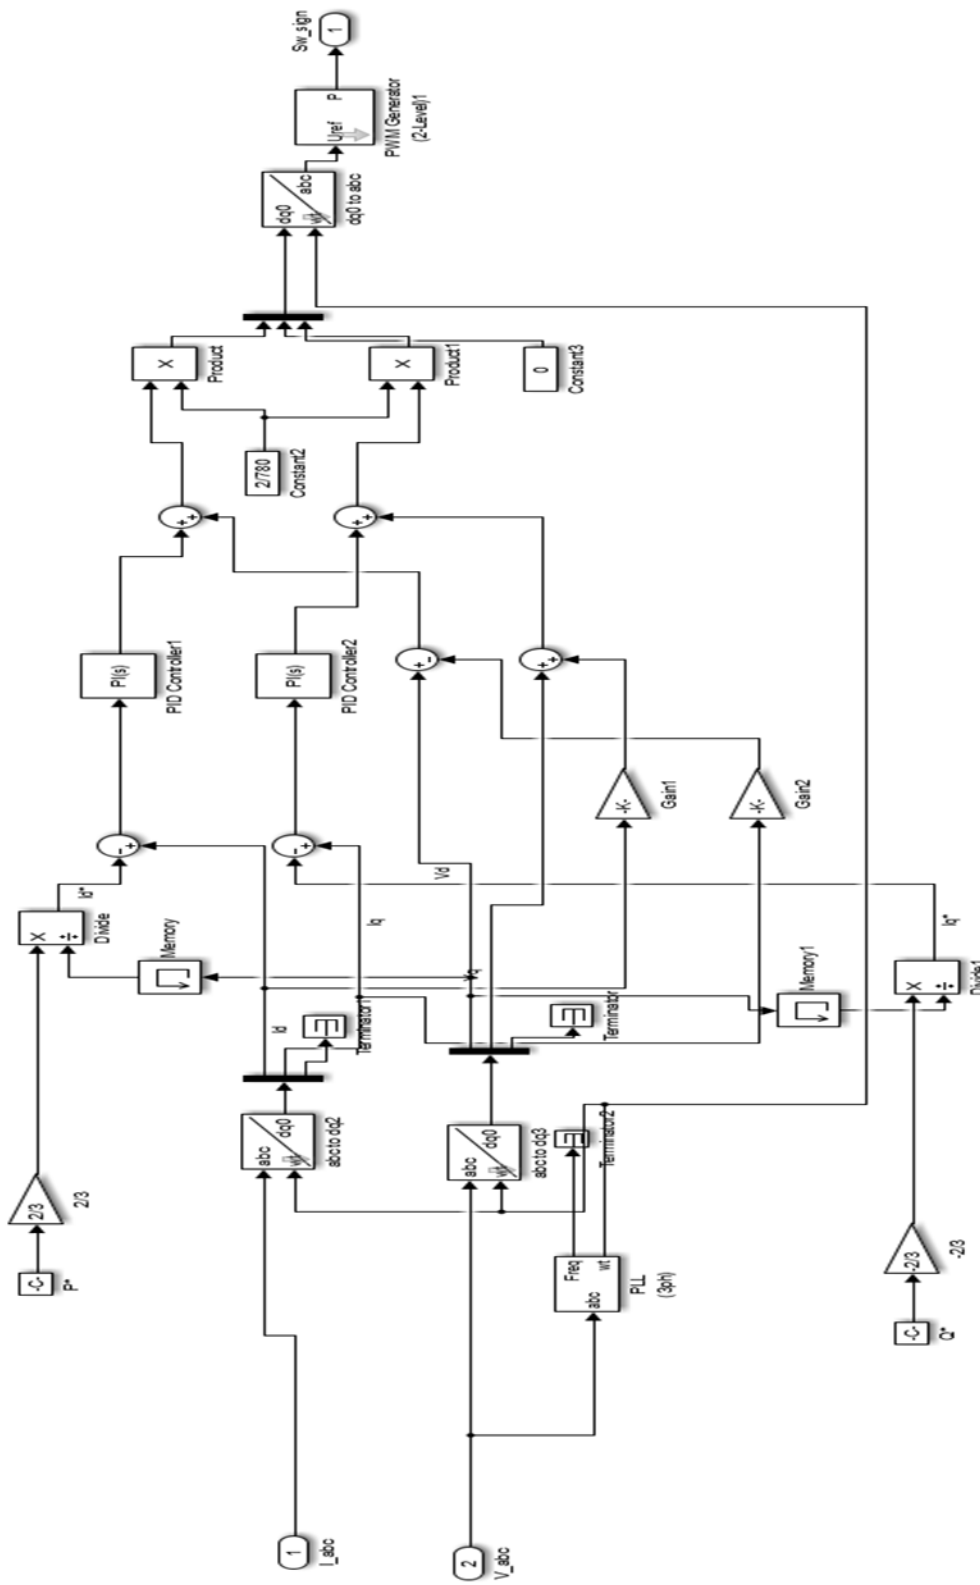 -C-
P*
2/3
2/3
X
÷
Divide
Id*
Memory
- +
PI(s)
PID Controller1
+ +
X
Product
1
I_abc
abc
dq0
wt
abc to dq2
Id
Terminator1
Iq
- +
PI(s)
PID Controller2
2/780
Constant2
+ +
X
Product1
dq0
abc
wt
dq0 to abc
Uref
P
PWM Generator
(2-Level)1
1
Sw_sign
2
V_abc
abc
dq0
wt
abc to dq3
Vd
Vq
Terminator
+ -
+ +
0
Constant3
Freq
abc
wt
PLL
(3ph)
Terminator2
-K-
Gain1
-K-
Gain2
Memory1
-C-
Q*
-2/3
-2/3
X
÷
Divide1
Iq*